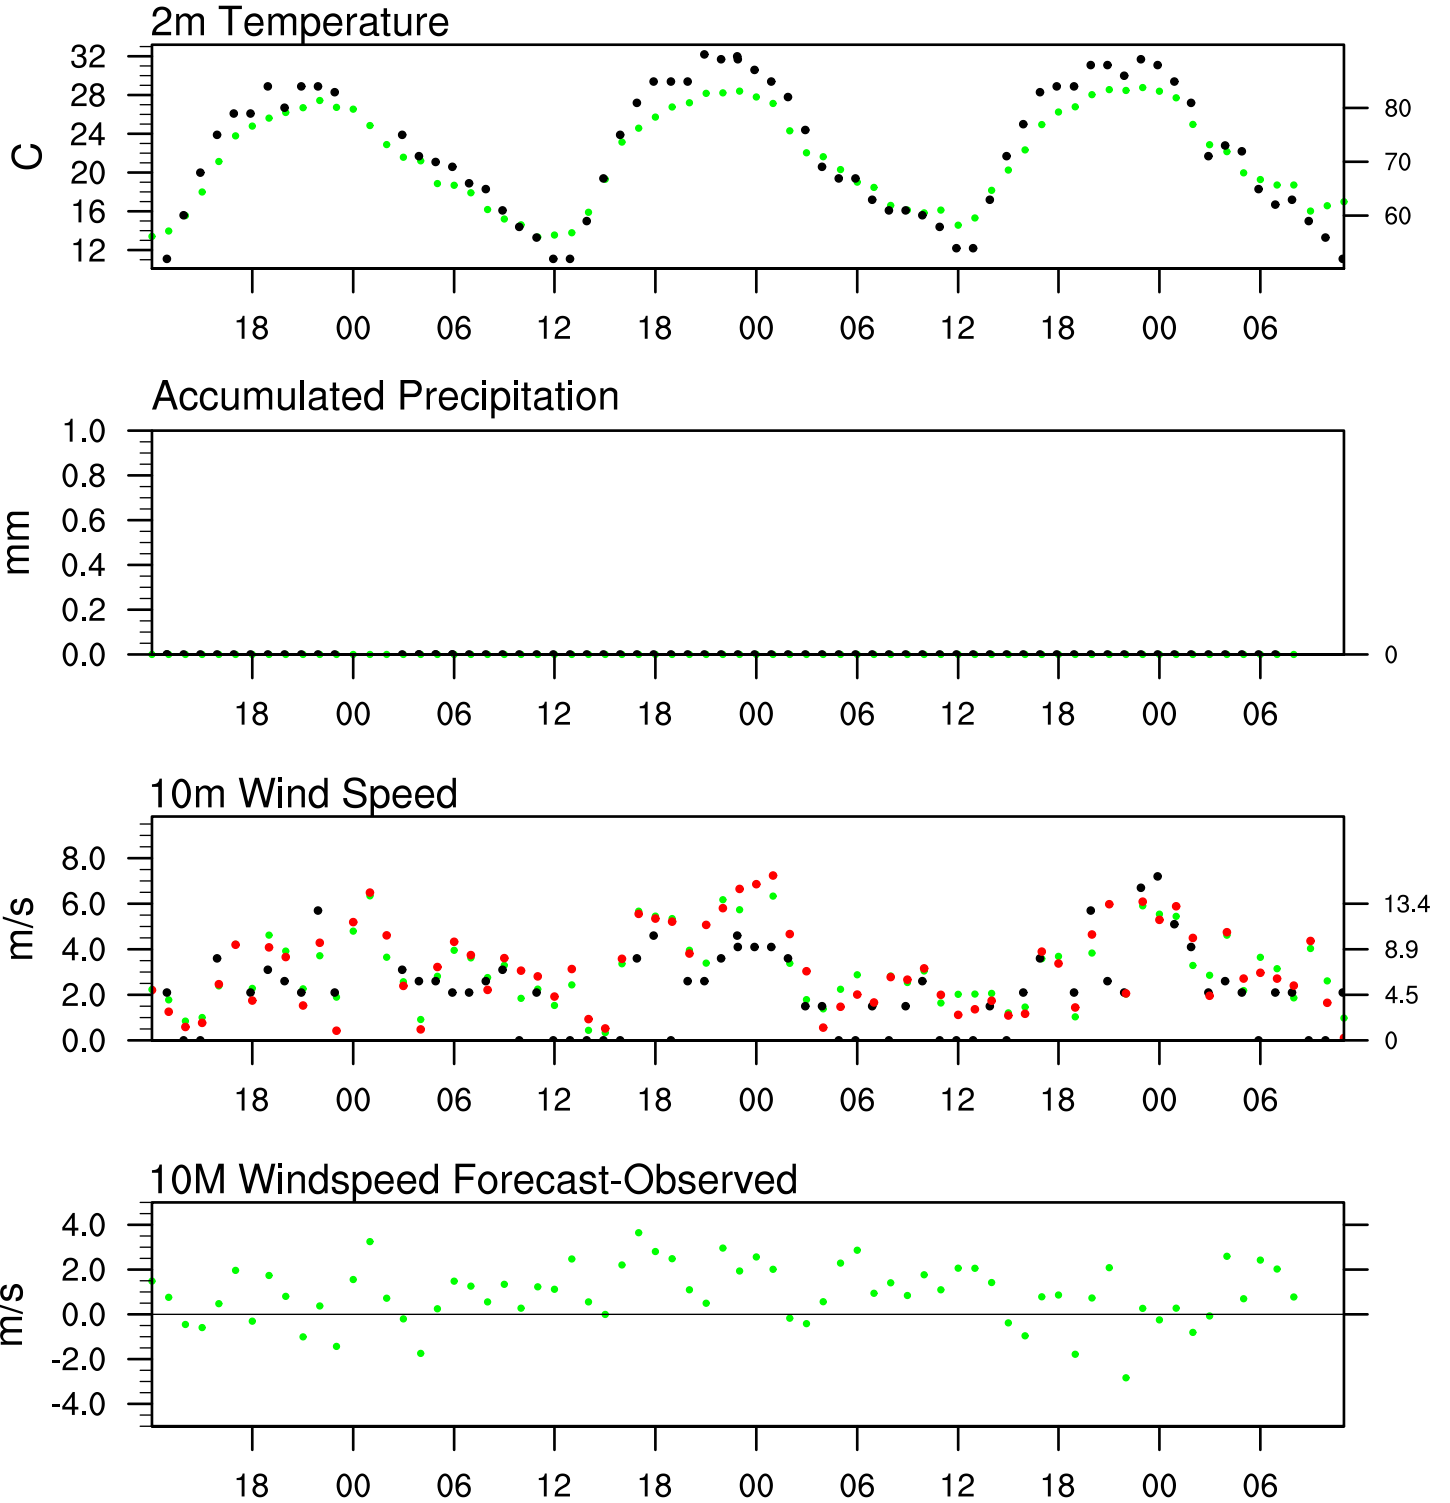 2m Temperature
32
28
24
20
16
12
C
80
70
60
18 00 06 12 18 00 06 12 18 00 06
Accumulated Precipitation
1.0
0.8
0.6
0.4
0.2
0.0
mm
0
18 00 06 12 18 00 06 12 18 00 06
10m Wind Speed
8.0
6.0
4.0
2.0
0.0
m/s
13.4
8.9
4.5
0
18 00 06 12 18 00 06 12 18 00 06
10M Windspeed Forecast-Observed
4.0
2.0
0.0
-2.0
-4.0
m/s
18 00 06 12 18 00 06 12 18 00 06